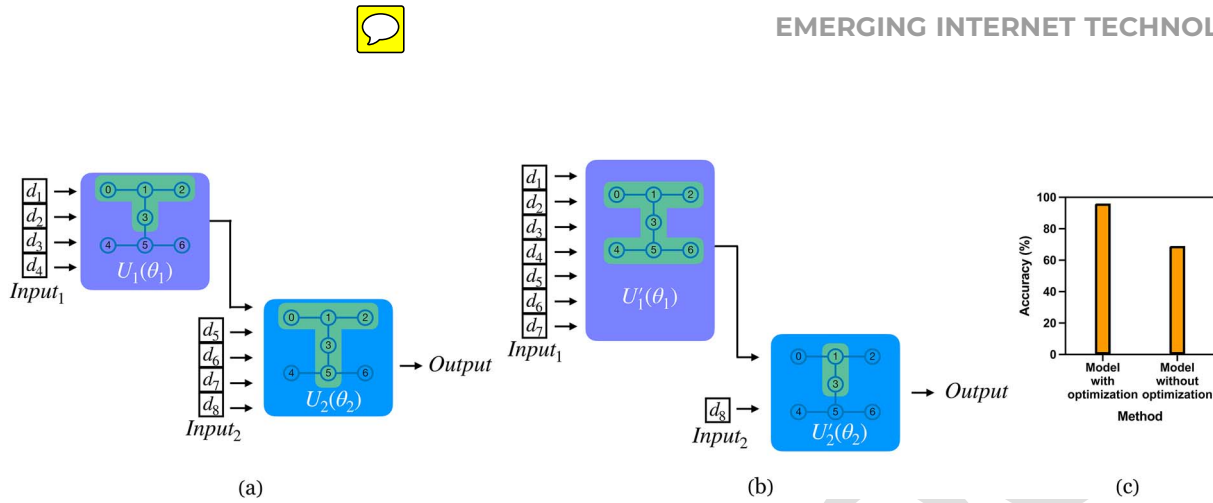 EMERGING INTERNET TECHNOL
d1
d2
d3
d4
Input1
0 1 2
3
4 5 6
U1(θ1)
d5
d6
d7
d8
Input2
0 1 2
3
4 5 6
U2(θ2)
Output
(a)
d1
d2
d3
d4
d5
d6
d7
Input1
0 1 2
3
4 5 6
U′1(θ1)
d8
Input2
0 1 2
3
4 5 6
U′2(θ2)
Output
(b)
Accuracy (%)
100
80
60
40
20
0
Model with optimization
Model without optimization
Method
(c)